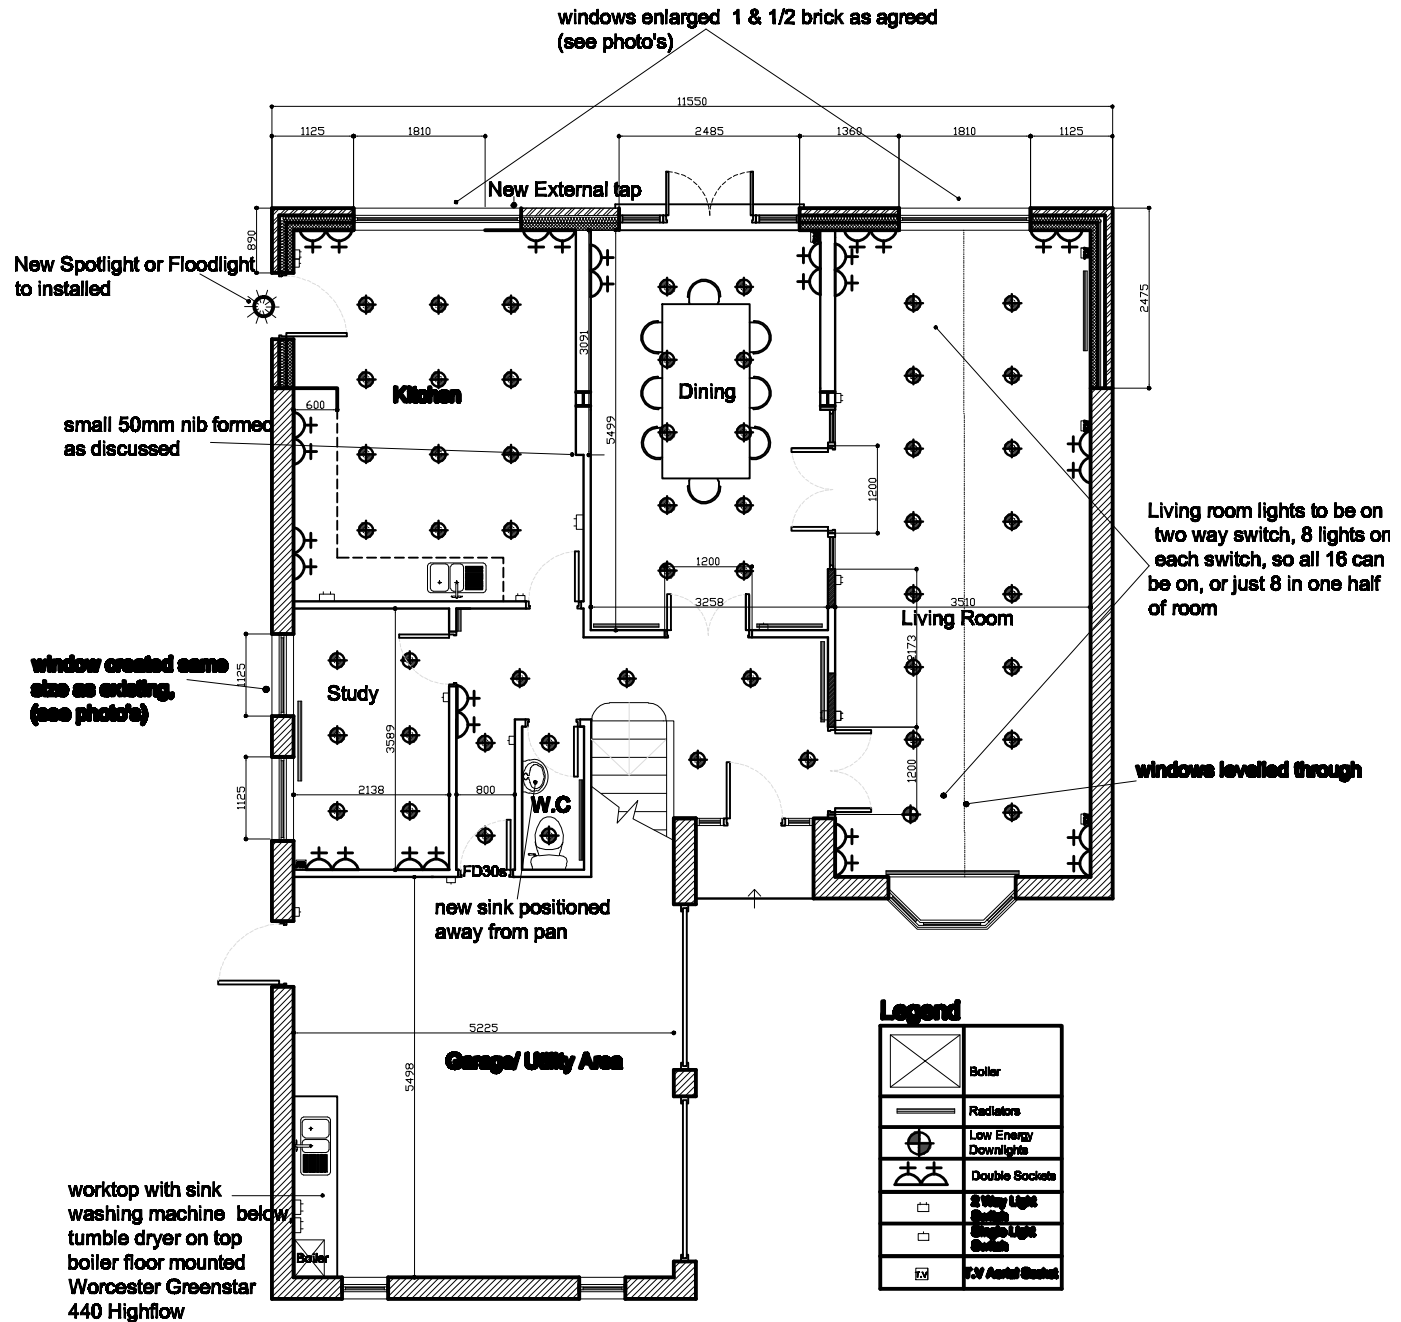 windows enlarged 1 & 1/2 brick as agreed
(see photo's)
11550
1125
1810
2485
1360
1810
1125
New External tap
890
New Spotlight or Floodlight
to installed
2475
3091
Kitchen
Dining
600
small 50mm nib formed
as discussed
5499
1200
Living room lights to be on
two way switch, 8 lights on
each switch, so all 16 can
be on, or just 8 in one half
of room
1200
3258
3510
Living Room
2173
window created same
size as existing,
(see photo's)
1125
Study
3589
1200
windows levelled through
1125
2138
800
W.C
FD30s
new sink positioned
away from pan
5225
Garage/ Utility Area
5498
worktop with sink
washing machine below,
tumble dryer on top
boiler floor mounted
Worcester Greenstar
440 Highflow
Boiler
Legend
Boiler
Radiators
Low Energy
Downlights
Double Sockets
2 Way Light
Switch
Single Light
Switch
T.V
T.V Aerial Socket